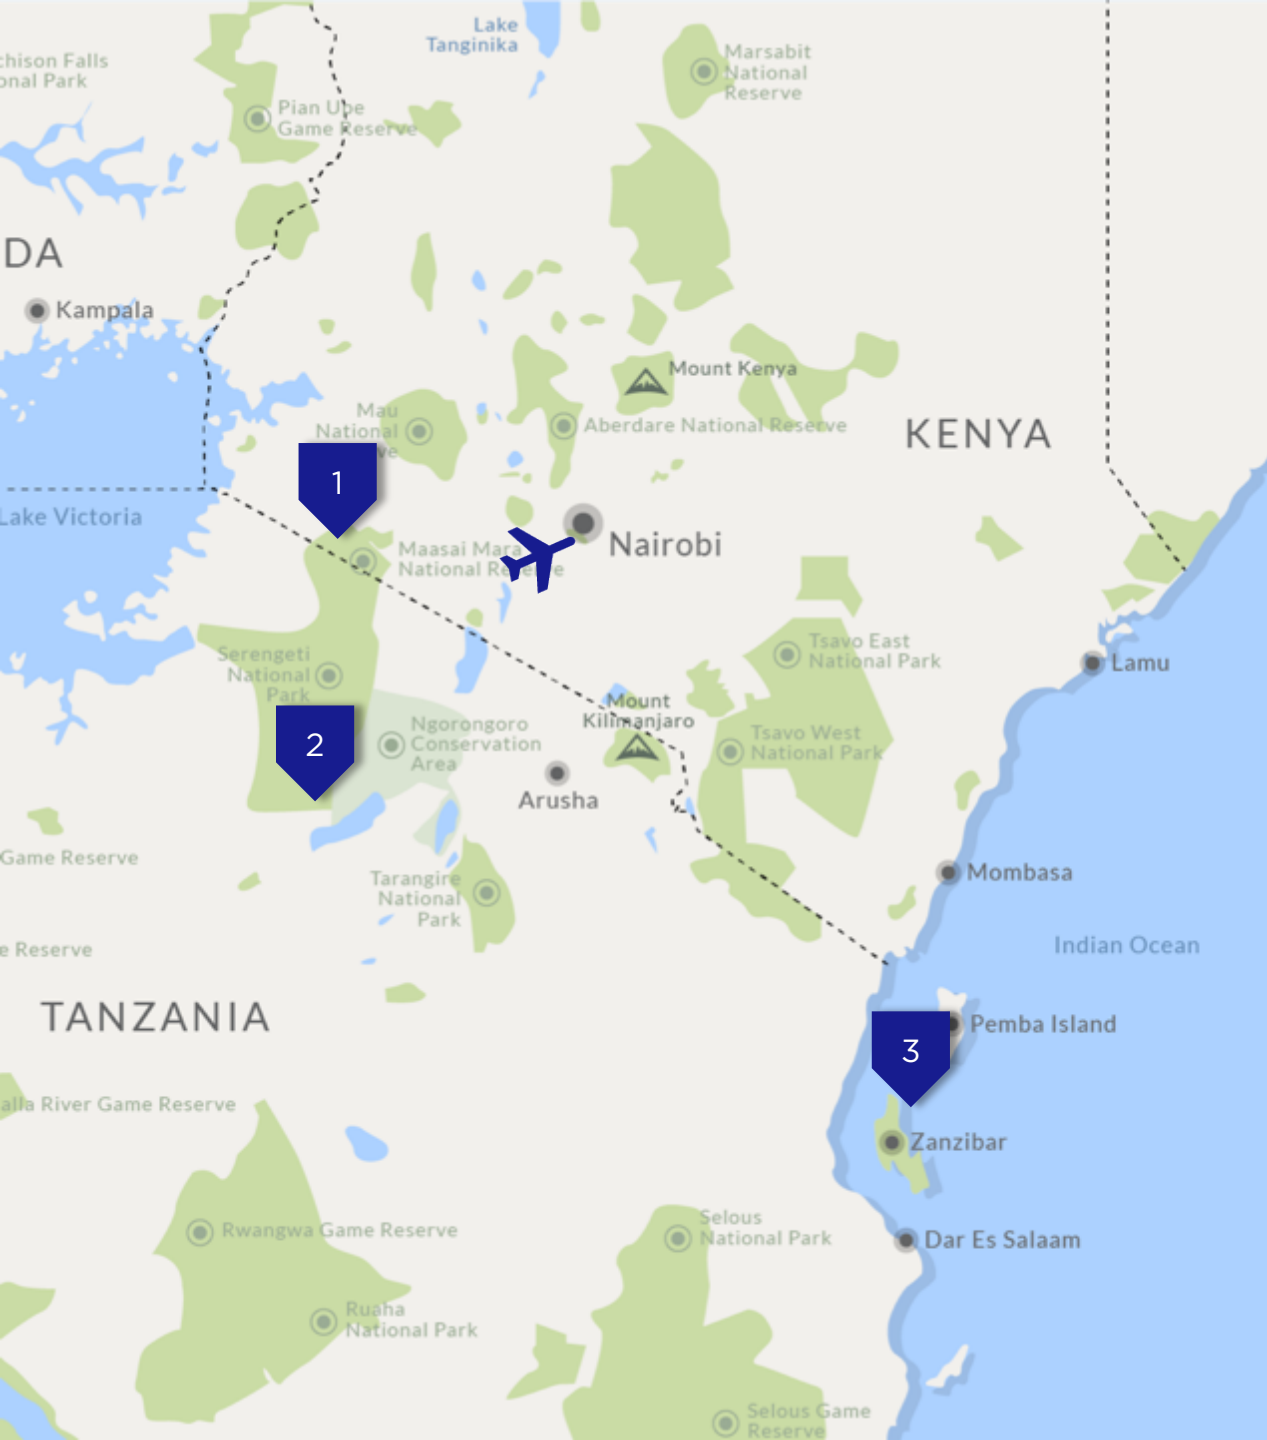 Lake
Tanginika
Marsabit
National
Reserve
chison Falls
onal Park
Pian Upe
Game Reserve
DA
Kampala
Mount Kenya
Mau
National
ve
Aberdare National Reserve
KENYA
1
Lake Victoria
Nairobi
Maasai Mara
National Reserve
Serengeti
National
Park
Tsavo East
National Park
Lamu
Mount
Kilimanjaro
2
Ngorongoro
Conservation
Area
Tsavo West
National Park
Arusha
Game Reserve
Tarangire
National
Park
Mombasa
e Reserve
Indian Ocean
TANZANIA
Pemba Island
3
alla River Game Reserve
Zanzibar
Rwangwa Game Reserve
Selous
National Park
Dar Es Salaam
Ruaha
National Park
Selous Game
Reserve